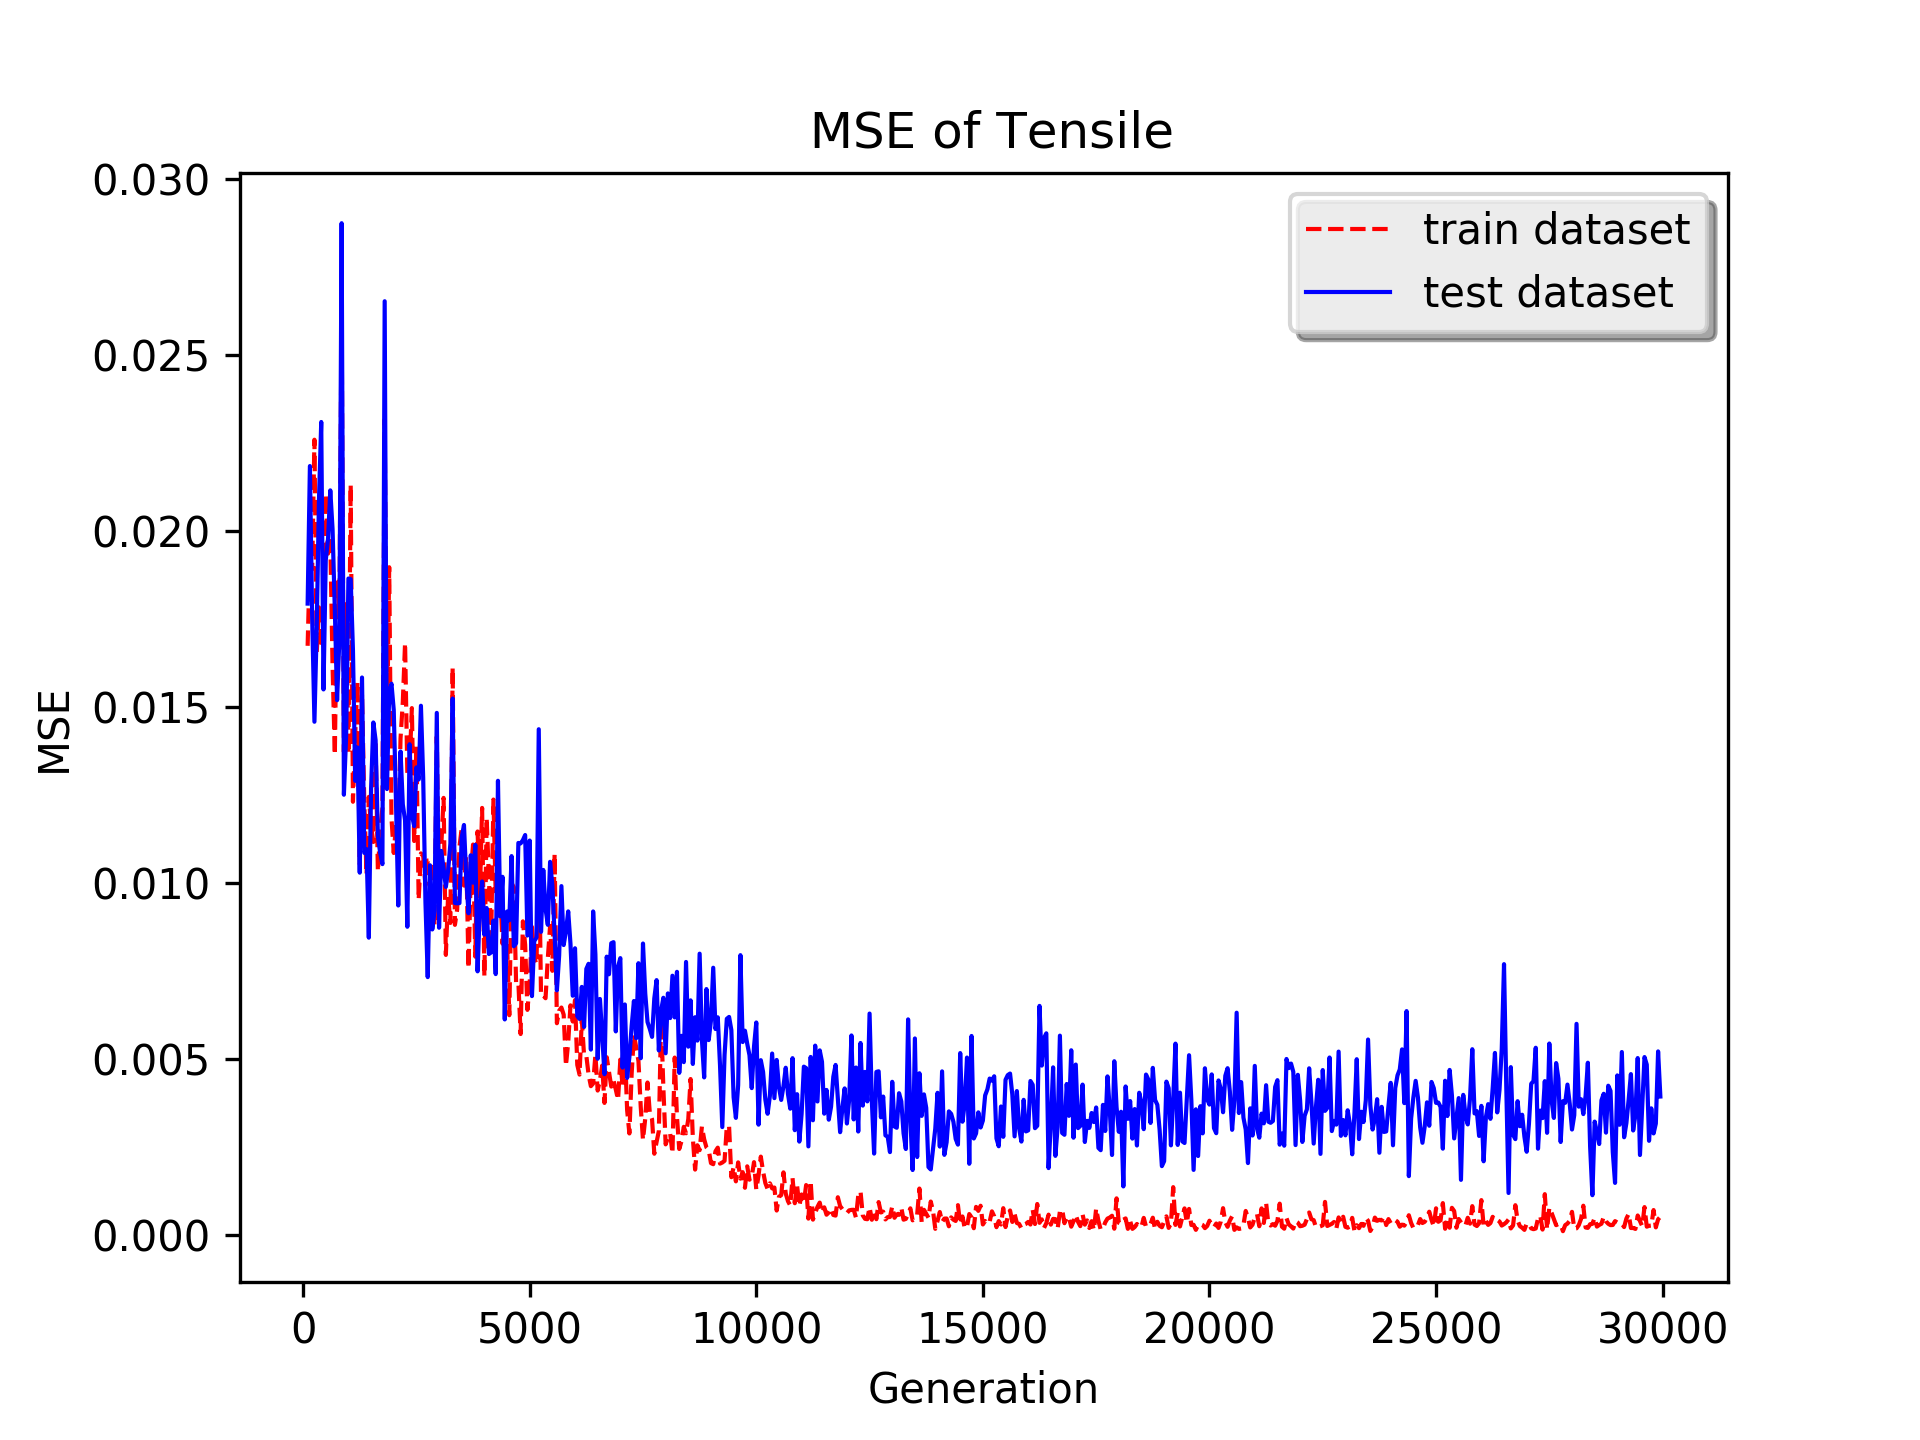 MSE of Tensile
train dataset
test dataset
MSE
0.030
0.025
0.020
0.015
0.010
0.005
0.000
0 5000 10000 15000 20000 25000 30000
Generation